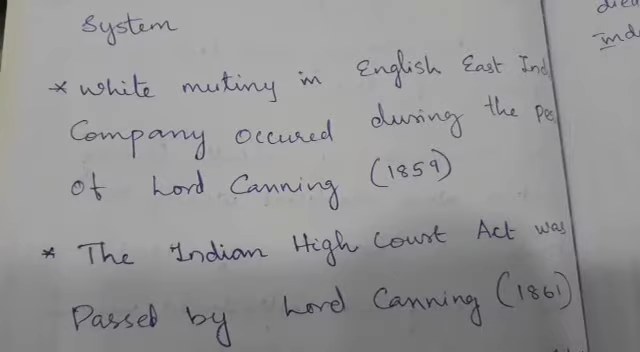 System
* White mutiny in English East Ind
Company occured during the Pe
of Lord Canning (1859)
* The Indian High Court Act was
Passed by Lord Canning (1861)
ind